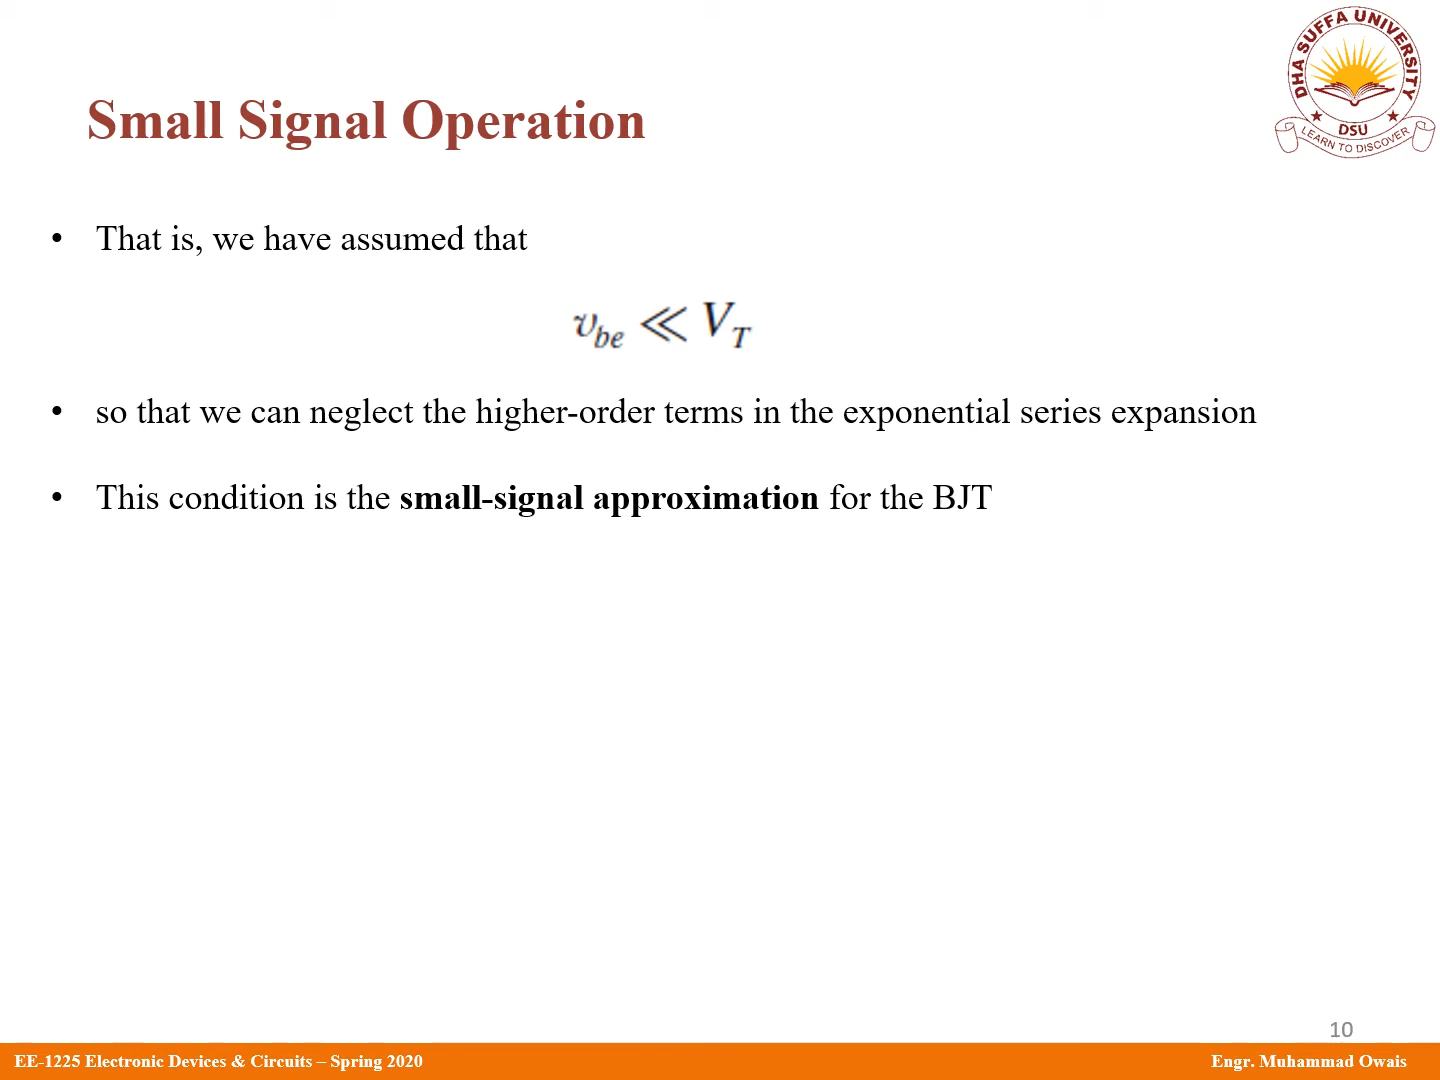 DHA SUFFA UNIVERSITY
DSU
LEARN TO DISCOVER
Small Signal Operation
• That is, we have assumed that
v_be ≪ V_T
• so that we can neglect the higher-order terms in the exponential series expansion
• This condition is the small-signal approximation for the BJT
10
EE-1225 Electronic Devices & Circuits – Spring 2020
Engr. Muhammad Owais